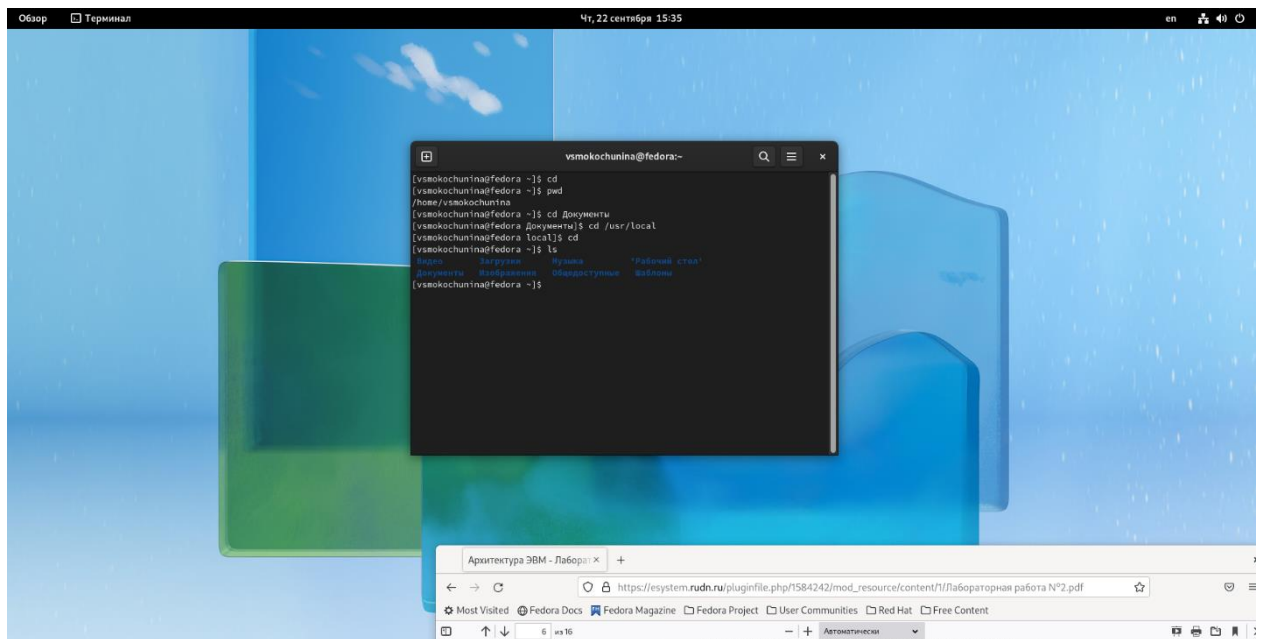 Обзор Терминал Чт, 22 сентября 15:35 en
vsmokochunina@fedora:~
[vsmokochunina@fedora ~]$ cd
[vsmokochunina@fedora ~]$ pwd
/home/vsmokochunina
[vsmokochunina@fedora ~]$ cd Документы
[vsmokochunina@fedora Документы]$ cd /usr/local
[vsmokochunina@fedora local]$ cd
[vsmokochunina@fedora ~]$ ls
Видео Загрузки Музыка 'Рабочий стол'
Документы Изображения Общедоступные Шаблоны
[vsmokochunina@fedora ~]$
Архитектура ЭВМ - Лаборат
https://esystem.rudn.ru/pluginfile.php/1584242/mod_resource/content/1/Лабораторная работа №2.pdf
Most Visited Fedora Docs Fedora Magazine Fedora Project User Communities Red Hat Free Content
6 из 16 Автоматически